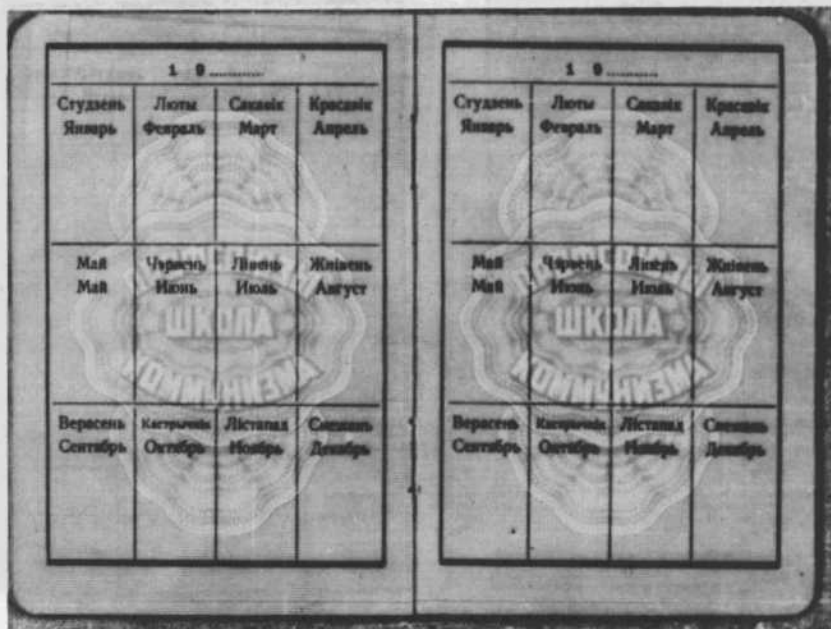 1 9..........
Студзень Люты Сакавік Красавік
Январь Февраль Март Апрель
Май Чэрвень Ліпень Жнівень
Май Июнь Июль Август
ШКОЛА
КОММУНИЗМА
Верасень Кастрычнік Лістапад Снежань
Сентябрь Октябрь Ноябрь Декабрь
1 9..........
Студзень Люты Сакавік Красавік
Январь Февраль Март Апрель
Май Чэрвень Ліпень Жнівень
Май Июнь Июль Август
ШКОЛА
КОММУНИЗМА
Верасень Кастрычнік Лістапад Снежань
Сентябрь Октябрь Ноябрь Декабрь